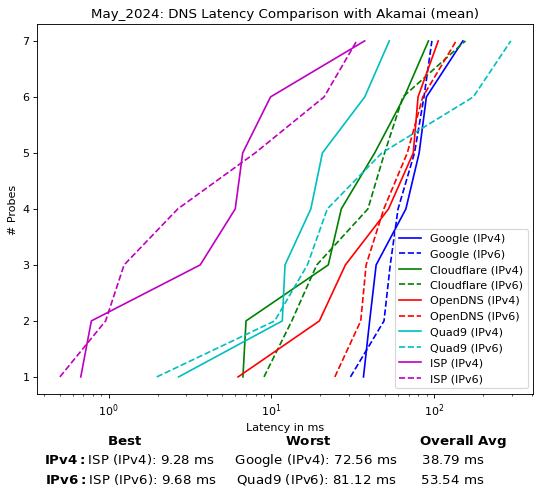 May_2024: DNS Latency Comparison with Akamai (mean)
7
6
5
4
3
2
1
# Probes
Google (IPv4)
Google (IPv6)
Cloudflare (IPv4)
Cloudflare (IPv6)
OpenDNS (IPv4)
OpenDNS (IPv6)
Quad9 (IPv4)
Quad9 (IPv6)
ISP (IPv4)
ISP (IPv6)
10⁰ 10¹ 10²
Latency in ms
Best Worst Overall Avg
IPv4: ISP (IPv4): 9.28 ms Google (IPv4): 72.56 ms 38.79 ms
IPv6: ISP (IPv6): 9.68 ms Quad9 (IPv6): 81.12 ms 53.54 ms